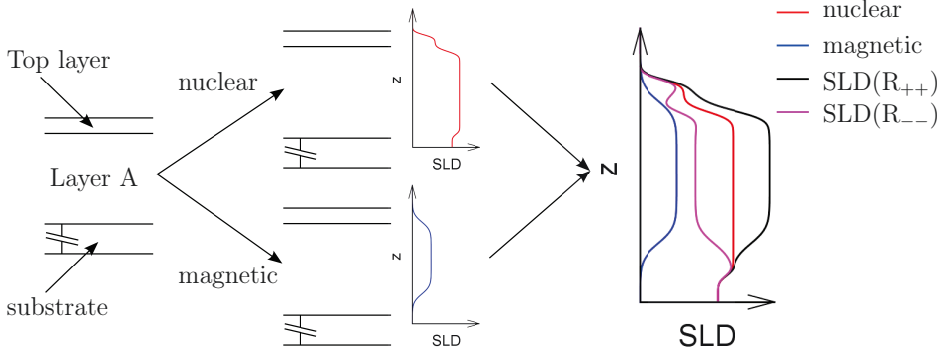 Top layer
Layer A
substrate
nuclear
magnetic
z
SLD
z
SLD
z
SLD
nuclear
magnetic
SLD(R₊₊)
SLD(R₋₋)